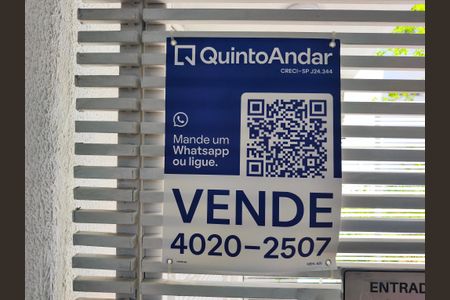 QuintoAndar
CRECI-SP J24.344
Mande um
Whatsapp
ou ligue.
VENDE
4020-2507
ENTRAD